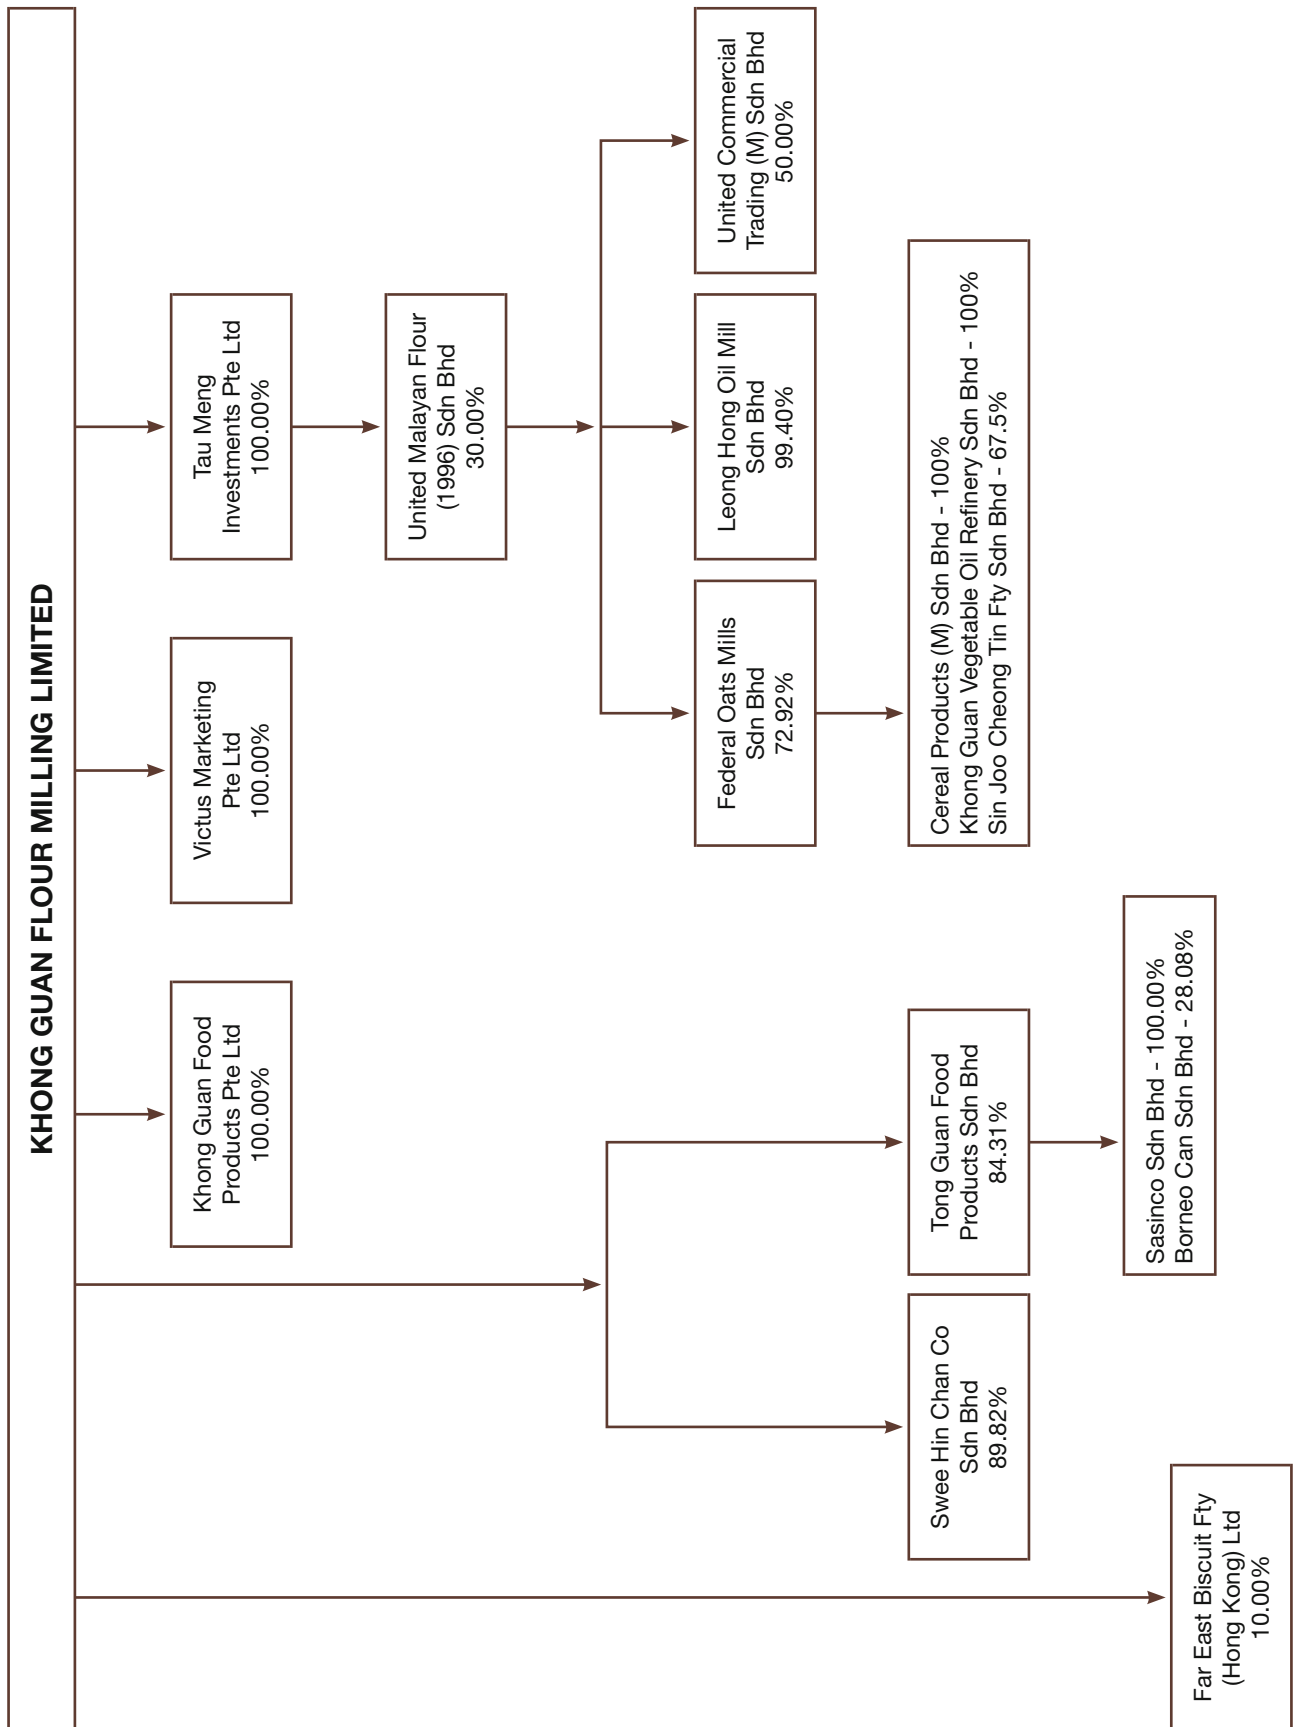 KHONG GUAN FLOUR MILLING LIMITED
Far East Biscuit Fty
(Hong Kong) Ltd
10.00%
Swee Hin Chan Co
Sdn Bhd
89.82%
Tong Guan Food
Products Sdn Bhd
84.31%
Sasinco Sdn Bhd - 100.00%
Borneo Can Sdn Bhd - 28.08%
Khong Guan Food
Products Pte Ltd
100.00%
Victus Marketing
Pte Ltd
100.00%
Tau Meng
Investments Pte Ltd
100.00%
United Malayan Flour
(1996) Sdn Bhd
30.00%
Federal Oats Mills
Sdn Bhd
72.92%
Leong Hong Oil Mill
Sdn Bhd
99.40%
United Commercial
Trading (M) Sdn Bhd
50.00%
Cereal Products (M) Sdn Bhd - 100%
Khong Guan Vegetable Oil Refinery Sdn Bhd - 100%
Sin Joo Cheong Tin Fty Sdn Bhd - 67.5%